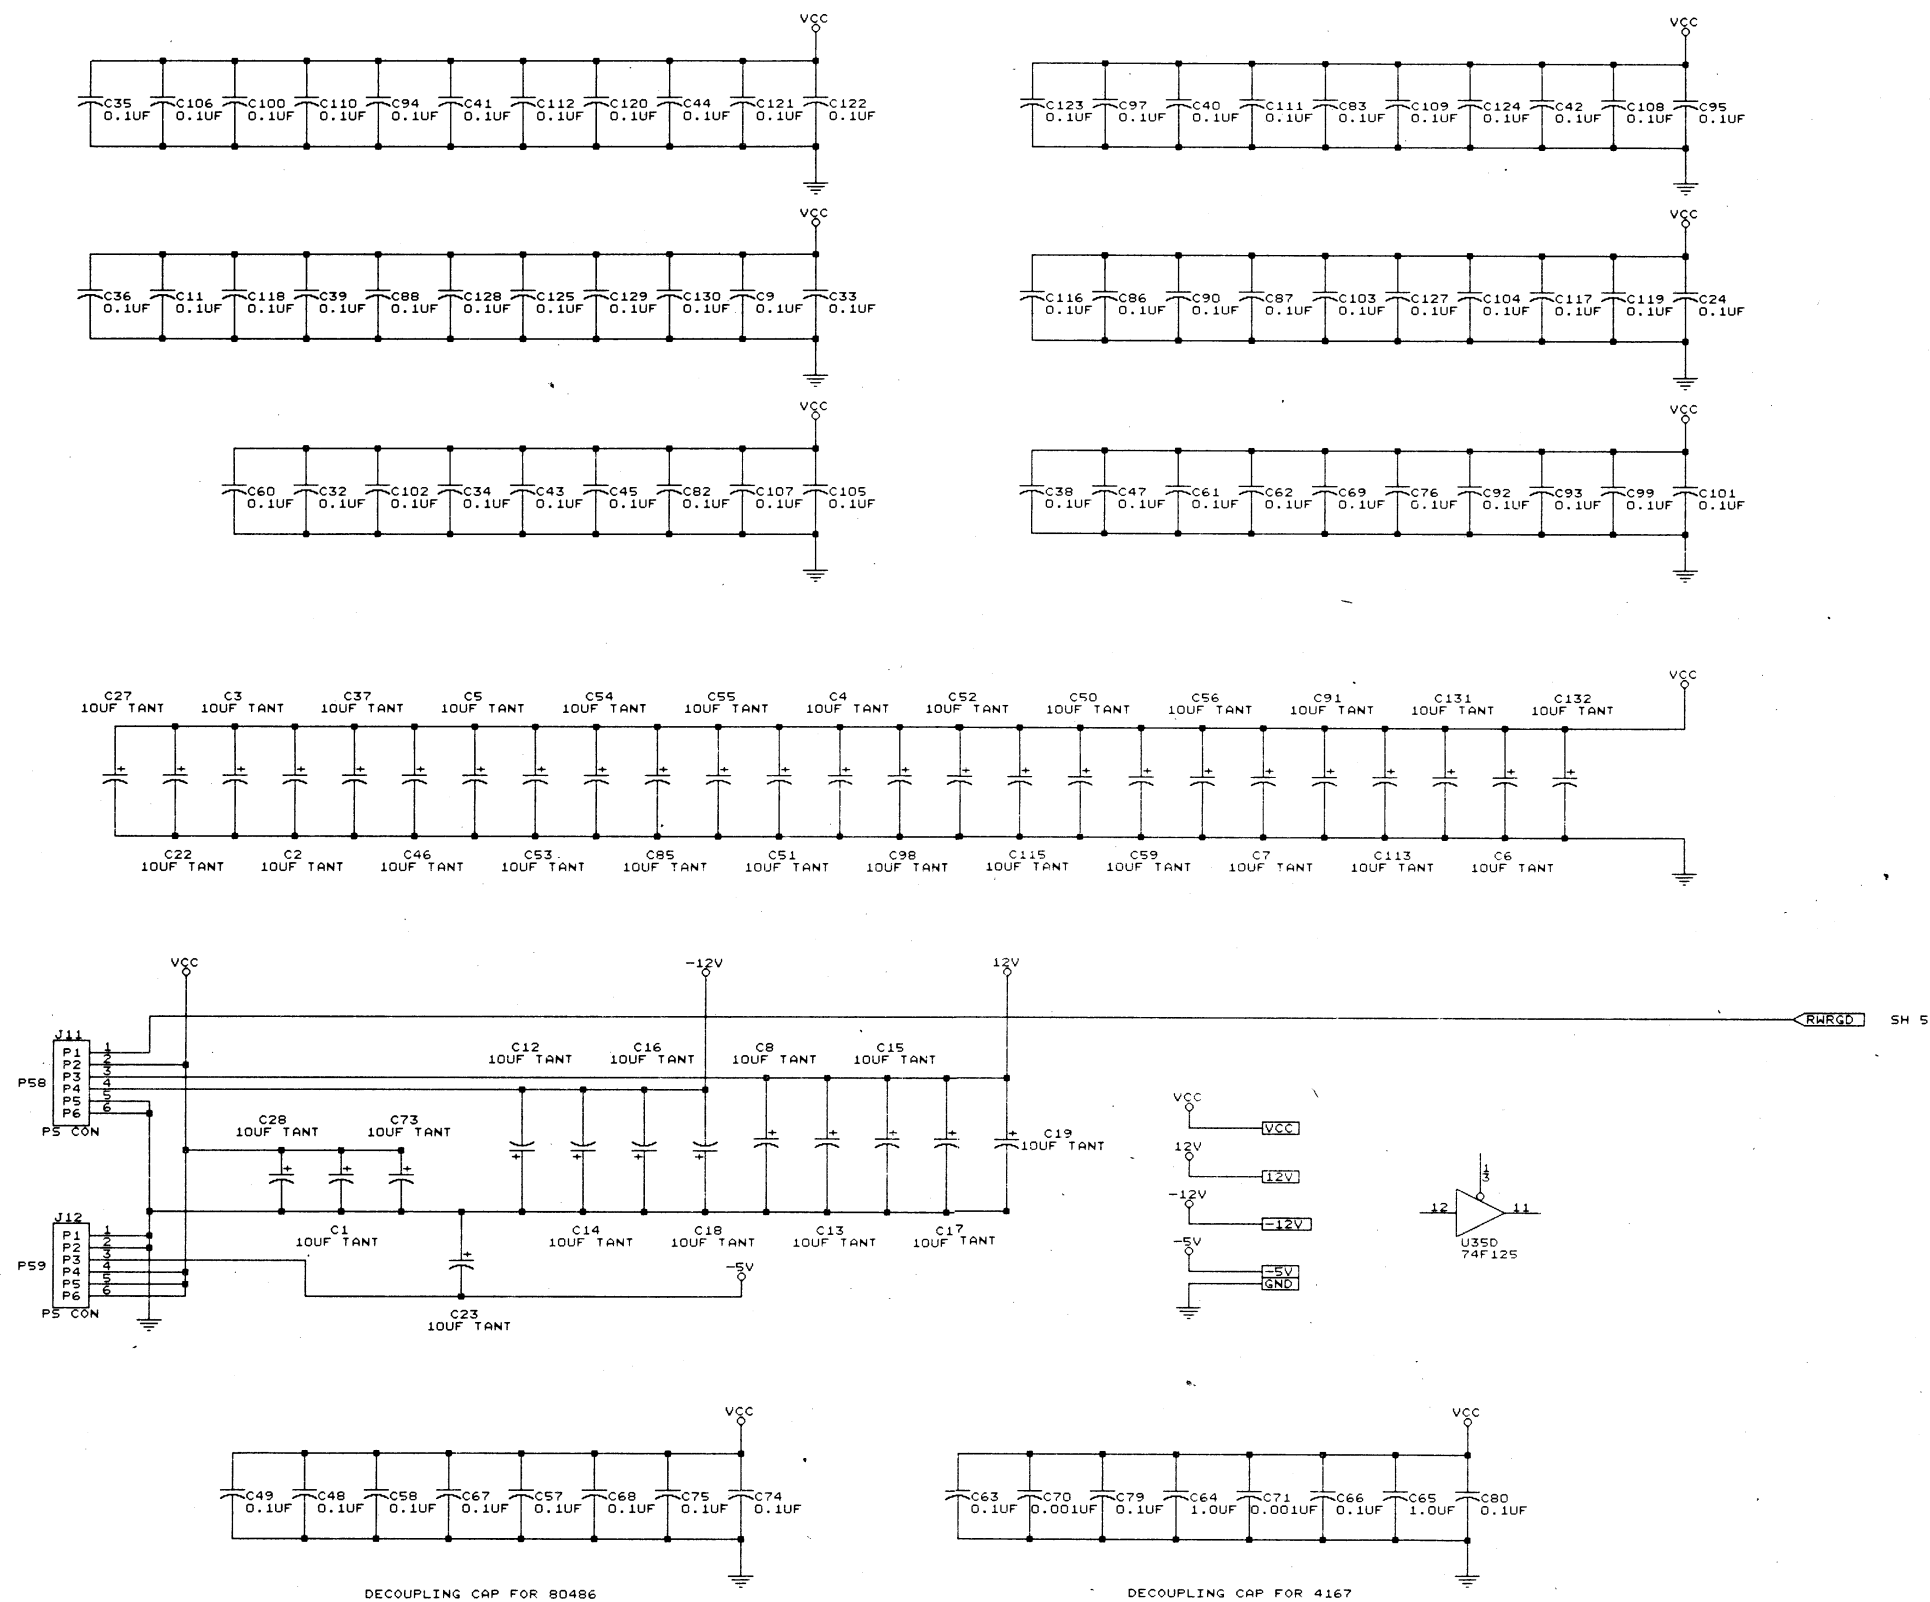 VCC VCC
C35 C106 C100 C110 C94 C41 C112 C120 C44 C121 C122
0.1UF 0.1UF 0.1UF 0.1UF 0.1UF 0.1UF 0.1UF 0.1UF 0.1UF 0.1UF 0.1UF
C123 C97 C40 C111 C83 C109 C124 C42 C108 C95
0.1UF 0.1UF 0.1UF 0.1UF 0.1UF 0.1UF 0.1UF 0.1UF 0.1UF 0.1UF
VCC VCC
C36 C11 C118 C39 C88 C128 C125 C129 C130 C9 C33
0.1UF 0.1UF 0.1UF 0.1UF 0.1UF 0.1UF 0.1UF 0.1UF 0.1UF 0.1UF 0.1UF
C116 C86 C90 C87 C103 C127 C104 C117 C119 C24
0.1UF 0.1UF 0.1UF 0.1UF 0.1UF 0.1UF 0.1UF 0.1UF 0.1UF 0.1UF
VCC VCC
C60 C32 C102 C34 C43 C45 C82 C107 C105
0.1UF 0.1UF 0.1UF 0.1UF 0.1UF 0.1UF 0.1UF 0.1UF 0.1UF
C38 C47 C61 C62 C69 C76 C92 C93 C99 C101
0.1UF 0.1UF 0.1UF 0.1UF 0.1UF 0.1UF 0.1UF 0.1UF 0.1UF 0.1UF
VCC
C27 C3 C37 C5 C54 C55 C4 C52 C50 C56 C91 C131 C132
10UF TANT 10UF TANT 10UF TANT 10UF TANT 10UF TANT 10UF TANT 10UF TANT 10UF TANT 10UF TANT 10UF TANT 10UF TANT 10UF TANT 10UF TANT
+ + + + + + + + + + + + + + + + + + + + + + + + +
C22 C2 C46 C53 C85 C51 C98 C115 C59 C7 C113 C6
10UF TANT 10UF TANT 10UF TANT 10UF TANT 10UF TANT 10UF TANT 10UF TANT 10UF TANT 10UF TANT 10UF TANT 10UF TANT 10UF TANT
VCC -12V 12V
RWRGD SH 5
J11
P58
P1 1
P2 2
P3 3
P4 4
P5 5
P6 6
PS CON
C12 C16 C8 C15
10UF TANT 10UF TANT 10UF TANT 10UF TANT
C28 C73
10UF TANT 10UF TANT
+ + + + + + + + + + + +
C19
10UF TANT
J12
P59
P1 1
P2 2
P3 3
P4 4
P5 5
P6 6
PS CON
C1 C14 C18 C13 C17
10UF TANT 10UF TANT 10UF TANT 10UF TANT 10UF TANT
+
-5V
C23
10UF TANT
VCC
VCC
12V
12V
-12V
-12V
-5V
-5V
GND
13
12 11
U35D
74F125
VCC VCC
C49 C48 C58 C67 C57 C68 C75 C74
0.1UF 0.1UF 0.1UF 0.1UF 0.1UF 0.1UF 0.1UF 0.1UF
C63 C70 C79 C64 C71 C66 C65 C80
0.1UF 0.001UF 0.1UF 1.0UF 0.001UF 0.1UF 1.0UF 0.1UF
DECOUPLING CAP FOR 80486
DECOUPLING CAP FOR 4167